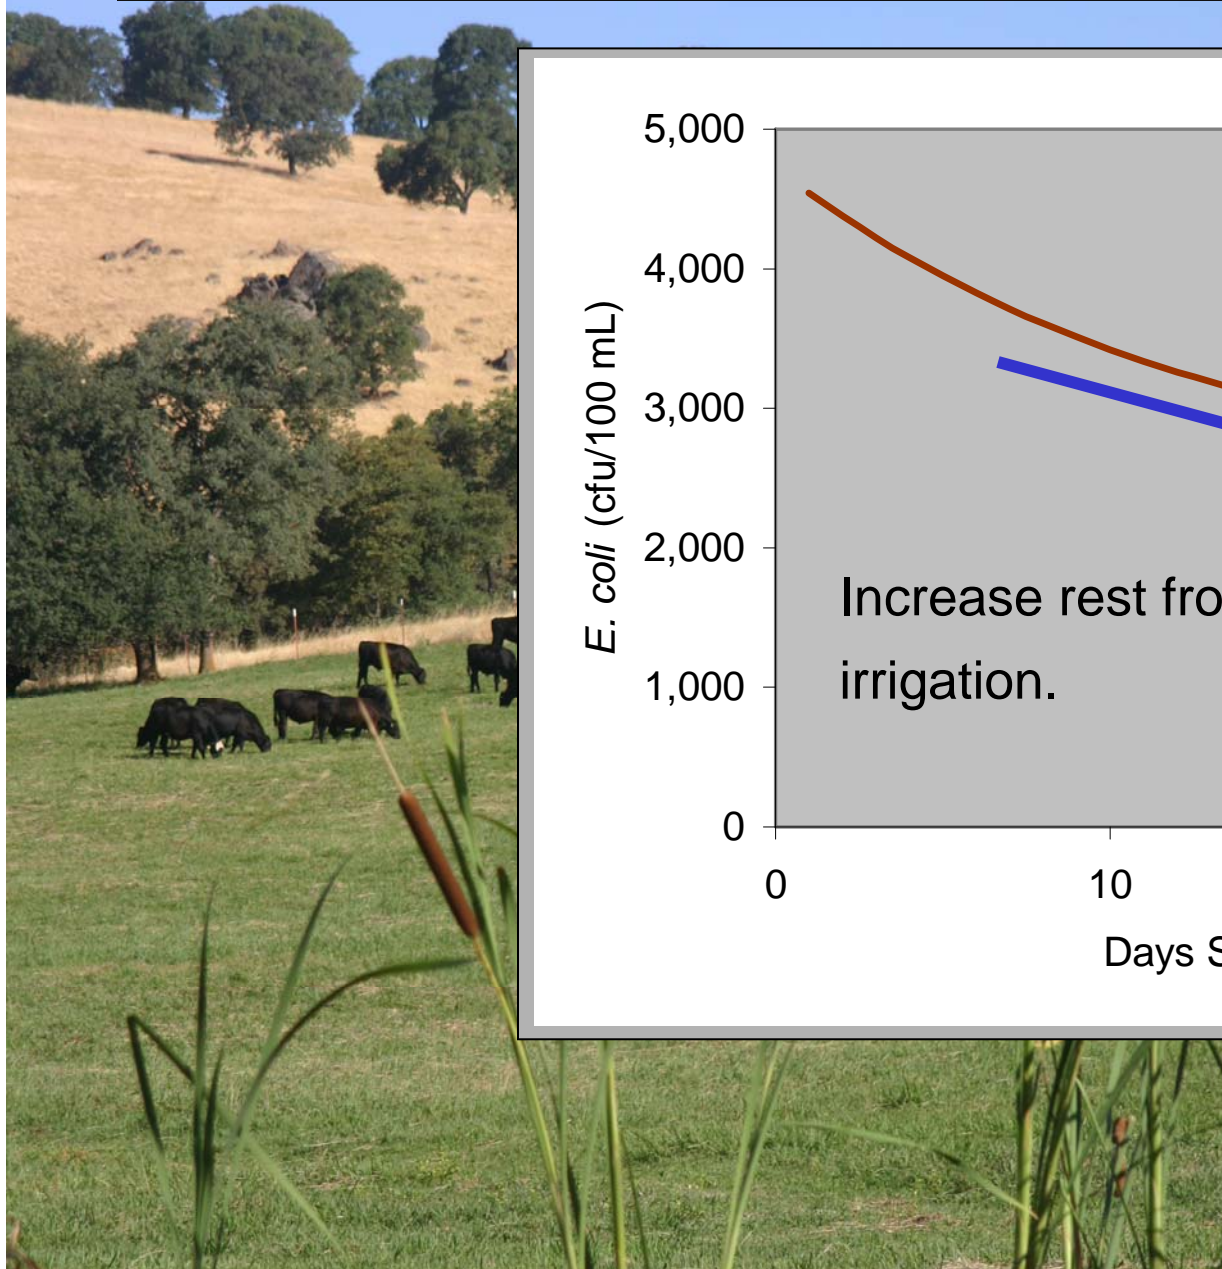 5,000
4,000
3,000
2,000
1,000
0
E. coli (cfu/100 mL)
Increase rest fro
irrigation.
0
10
Days S